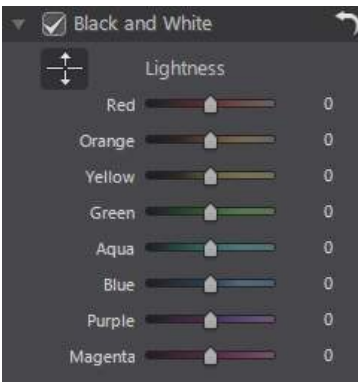 Black and White
Lightness
Red 0
Orange 0
Yellow 0
Green 0
Aqua 0
Blue 0
Purple 0
Magenta 0